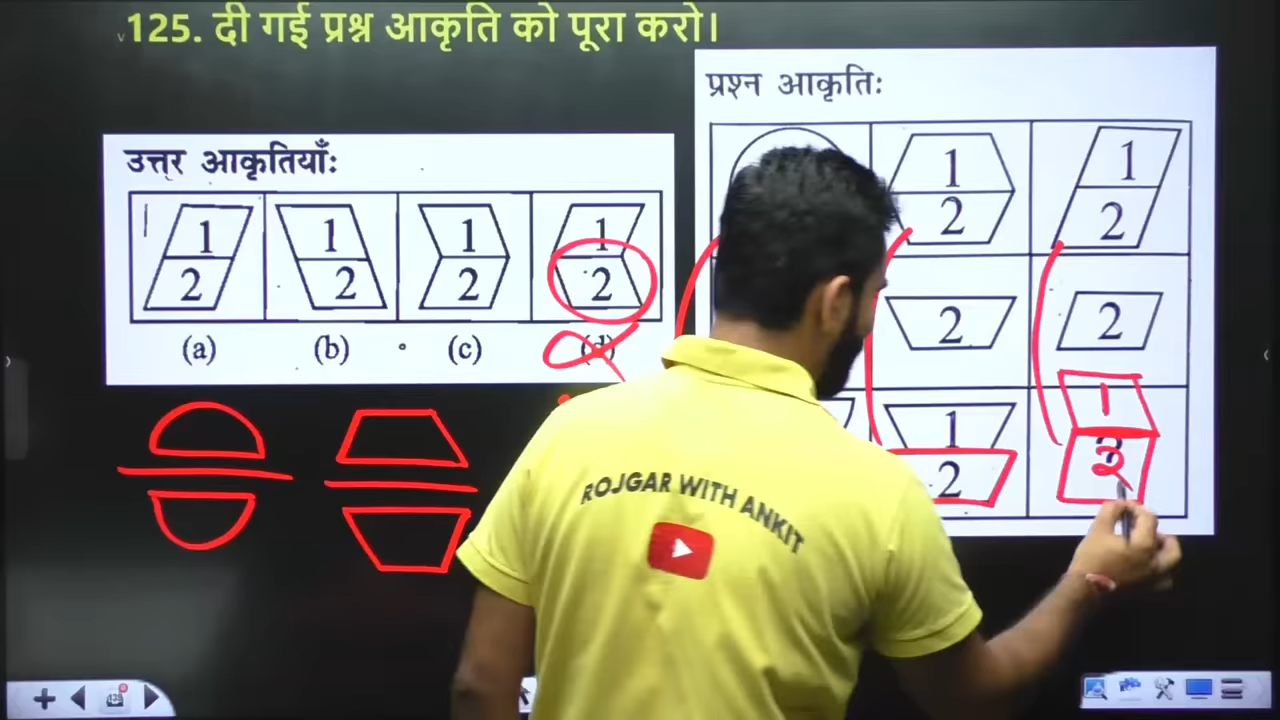 125. दी गई प्रश्न आकृति को पूरा करो।
उत्तर आकृतियाँ:
1 1 1 1
2 2 2 2
(a) (b) (c) (d)
प्रश्न आकृति:
1 1
2 2
2 2
1 1
2 2
ROJGAR WITH ANKIT